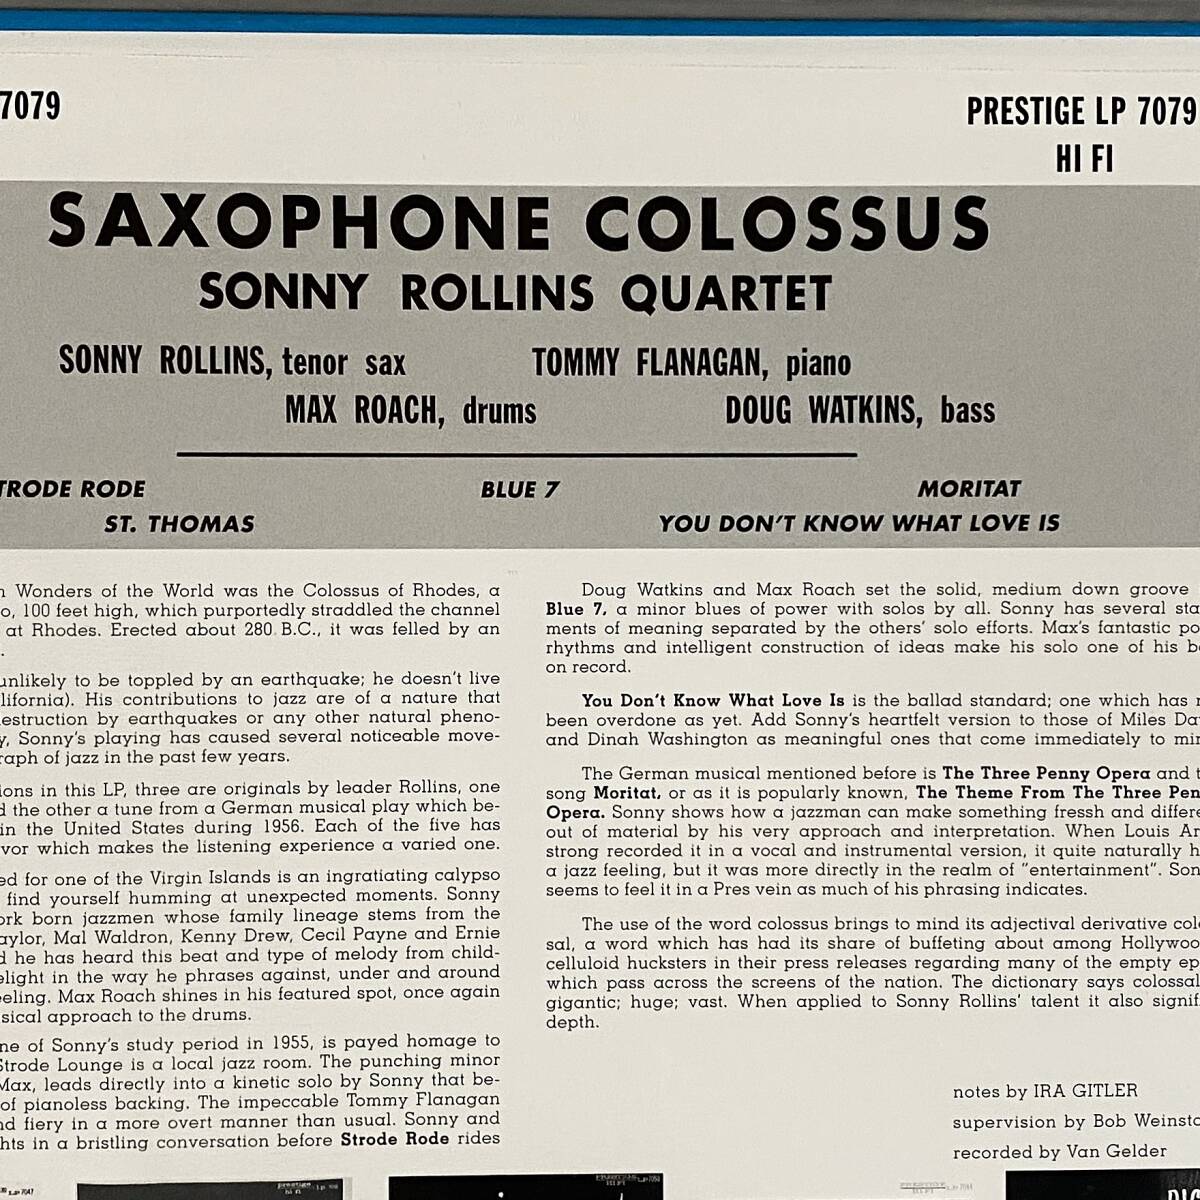 7079
PRESTIGE LP 7079
HI FI
SAXOPHONE COLOSSUS
SONNY ROLLINS QUARTET
SONNY ROLLINS, tenor sax TOMMY FLANAGAN, piano
MAX ROACH, drums DOUG WATKINS, bass
TRODE RODE BLUE 7 MORITAT
ST. THOMAS YOU DON'T KNOW WHAT LOVE IS
n Wonders of the World was the Colossus of Rhodes, a
o, 100 feet high, which purportedly straddled the channel
at Rhodes. Erected about 280 B.C., it was felled by an
.
unlikely to be toppled by an earthquake; he doesn't live
lifornia). His contributions to jazz are of a nature that
estruction by earthquakes or any other natural pheno-
y, Sonny's playing has caused several noticeable move-
raph of jazz in the past few years.
ions in this LP, three are originals by leader Rollins, one
d the other a tune from a German musical play which be-
in the United States during 1956. Each of the five has
vor which makes the listening experience a varied one.
ed for one of the Virgin Islands is an ingratiating calypso
find yourself humming at unexpected moments. Sonny
ork born jazzmen whose family lineage stems from the
aylor, Mal Waldron, Kenny Drew, Cecil Payne and Ernie
d he has heard this beat and type of melody from child-
elight in the way he phrases against, under and around
eeling. Max Roach shines in his featured spot, once again
sical approach to the drums.
ne of Sonny's study period in 1955, is payed homage to
Strode Lounge is a local jazz room. The punching minor
Max, leads directly into a kinetic solo by Sonny that be-
of pianoless backing. The impeccable Tommy Flanagan
nd fiery in a more overt manner than usual. Sonny and
hts in a bristling conversation before Strode Rode rides
Doug Watkins and Max Roach set the solid, medium down groove
Blue 7, a minor blues of power with solos by all. Sonny has several sta
ments of meaning separated by the others' solo efforts. Max's fantastic po
rhythms and intelligent construction of ideas make his solo one of his b
on record.
You Don't Know What Love Is is the ballad standard; one which has
been overdone as yet. Add Sonny's heartfelt version to those of Miles Da
and Dinah Washington as meaningful ones that come immediately to min
The German musical mentioned before is The Three Penny Opera and t
song Moritat, or as it is popularly known, The Theme From The Three Pen
Opera. Sonny shows how a jazzman can make something fressh and differe
out of material by his very approach and interpretation. When Louis Ar
strong recorded it in a vocal and instrumental version, it quite naturally h
a jazz feeling, but it was more directly in the realm of "entertainment". Son
seems to feel it in a Pres vein as much of his phrasing indicates.
The use of the word colossus brings to mind its adjectival derivative col
sal, a word which has had its share of buffeting about among Hollywoo
celluloid hucksters in their press releases regarding many of the empty ep
which pass across the screens of the nation. The dictionary says colossal
gigantic; huge; vast. When applied to Sonny Rollins' talent it also signif
depth.
notes by IRA GITLER
supervision by Bob Weinsto
recorded by Van Gelder